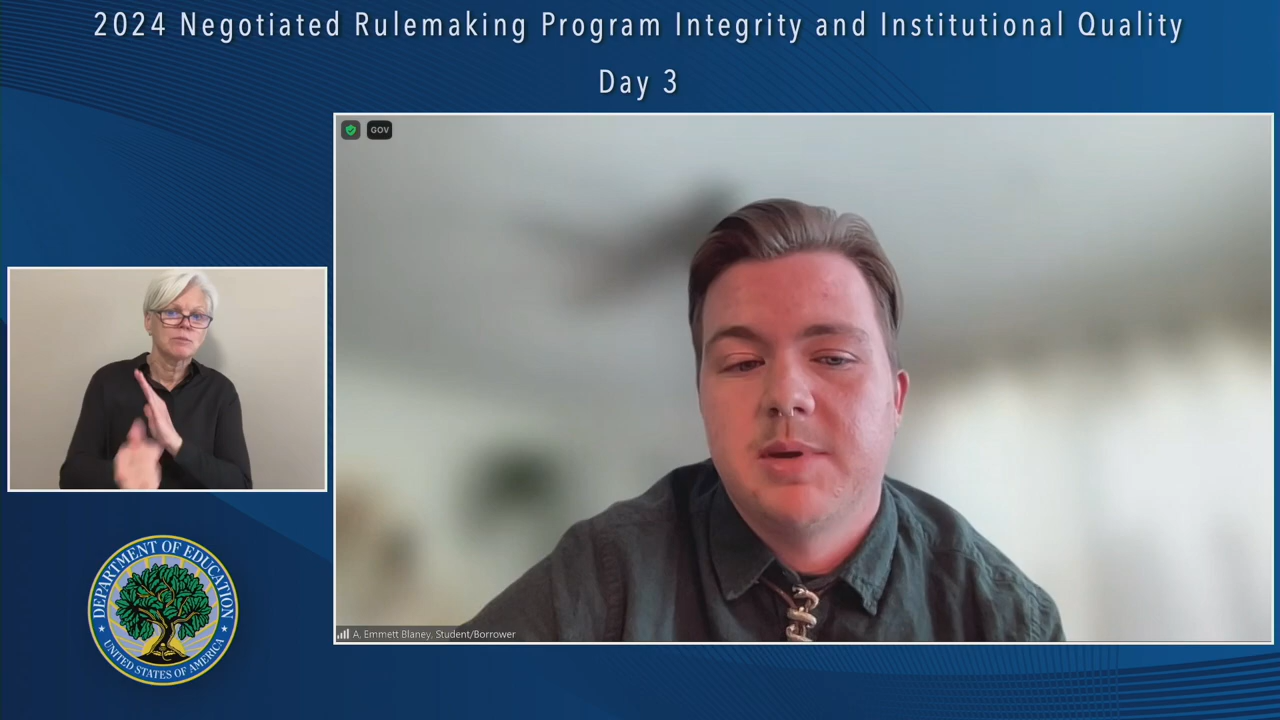 2024 Negotiated Rulemaking Program Integrity and Institutional Quality
Day 3
GOV
A, Emmett Blaney, Student/Borrower
DEPARTMENT OF EDUCATION
UNITED STATES OF AMERICA